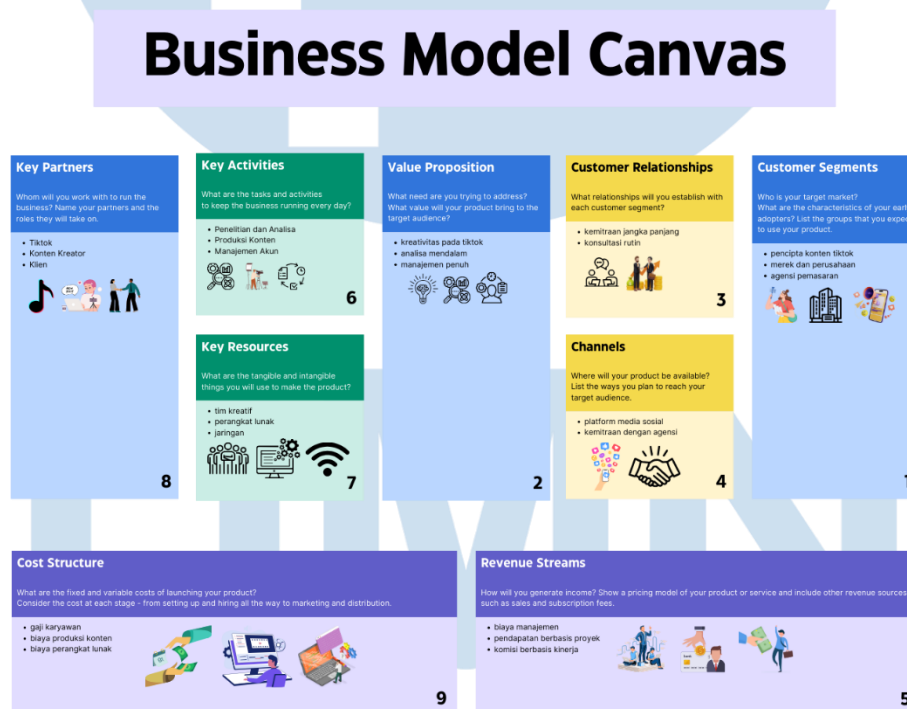 Business Model Canvas
Key Partners
Whom will you work with to run the
business? Name your partners and the
roles they will take on.
• Tiktok
• Konten Kreator
• Klien
8
Key Activities
What are the tasks and activities
to keep the business running every day?
• Penelitian dan Analisa
• Produksi Konten
• Manajemen Akun
6
Key Resources
What are the tangible and intangible
things you will use to make the product?
• tim kreatif
• perangkat lunak
• jaringan
7
Value Proposition
What need are you trying to address?
What value will your product bring to the
target audience?
• kreativitas pada tiktok
• analisa mendalam
• manajemen penuh
2
Customer Relationships
What relationships will you establish with
each customer segment?
• kemitraan jangka panjang
• konsultasi rutin
3
Channels
Where will your product be available?
List the ways you plan to reach your
target audience.
• platform media sosial
• kemitraan dengan agensi
4
Customer Segments
Who is your target market?
What are the characteristics of your
adopters? List the groups that you
to use your product.
• pencipta konten tiktok
• merek dan perusahaan
• agensi pemasaran
Cost Structure
What are the fixed and variable costs of launching your product?
Consider the cost at each stage - from setting up and hiring all the way to marketing and distribution.
• gaji karyawan
• biaya produksi konten
• biaya perangkat lunak
9
Revenue Streams
How will you generate income? Show a pricing model of your product or service and include other revenue sources
such as sales and subscription fees.
• biaya manajemen
• pendapatan berbasis proyek
• komisi berbasis kinerja
5